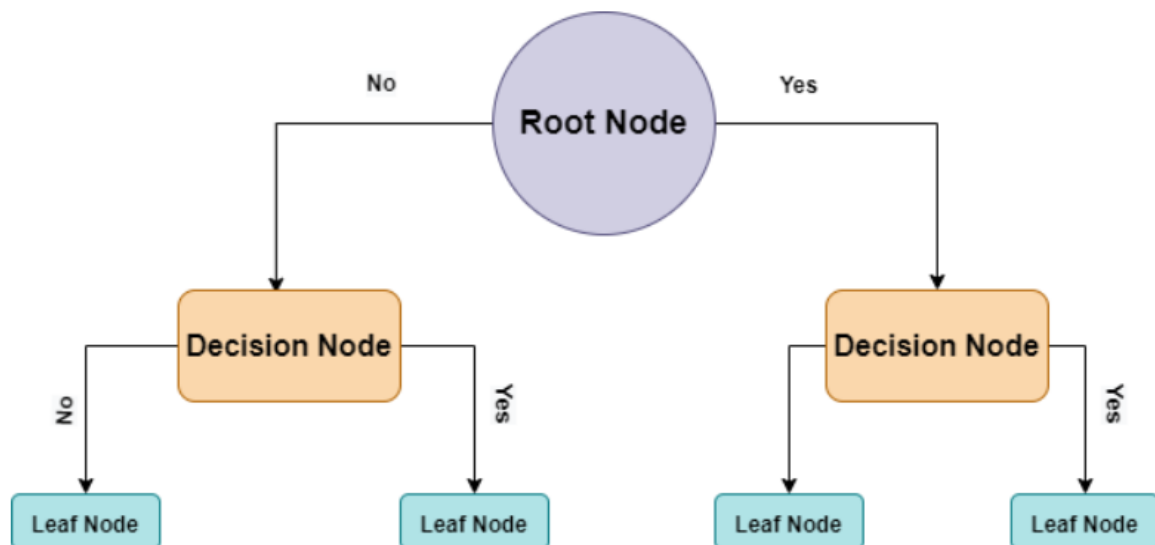 No
Yes
Root Node
Decision Node
Decision Node
No
Yes
Yes
Leaf Node
Leaf Node
Leaf Node
Leaf Node